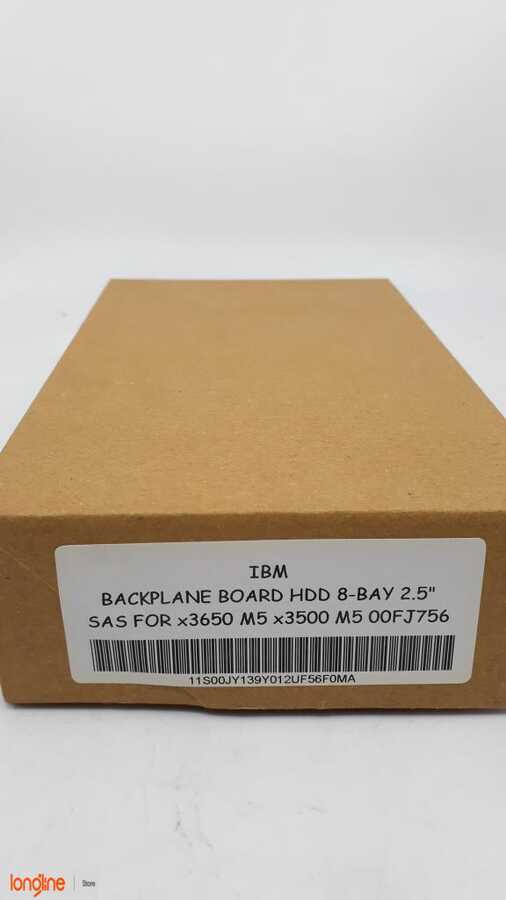 IBM
BACKPLANE BOARD HDD 8-BAY 2.5"
SAS FOR x3650 M5 x3500 M5 00FJ756
11S00JY139Y012UF56F0MA
longline | Store